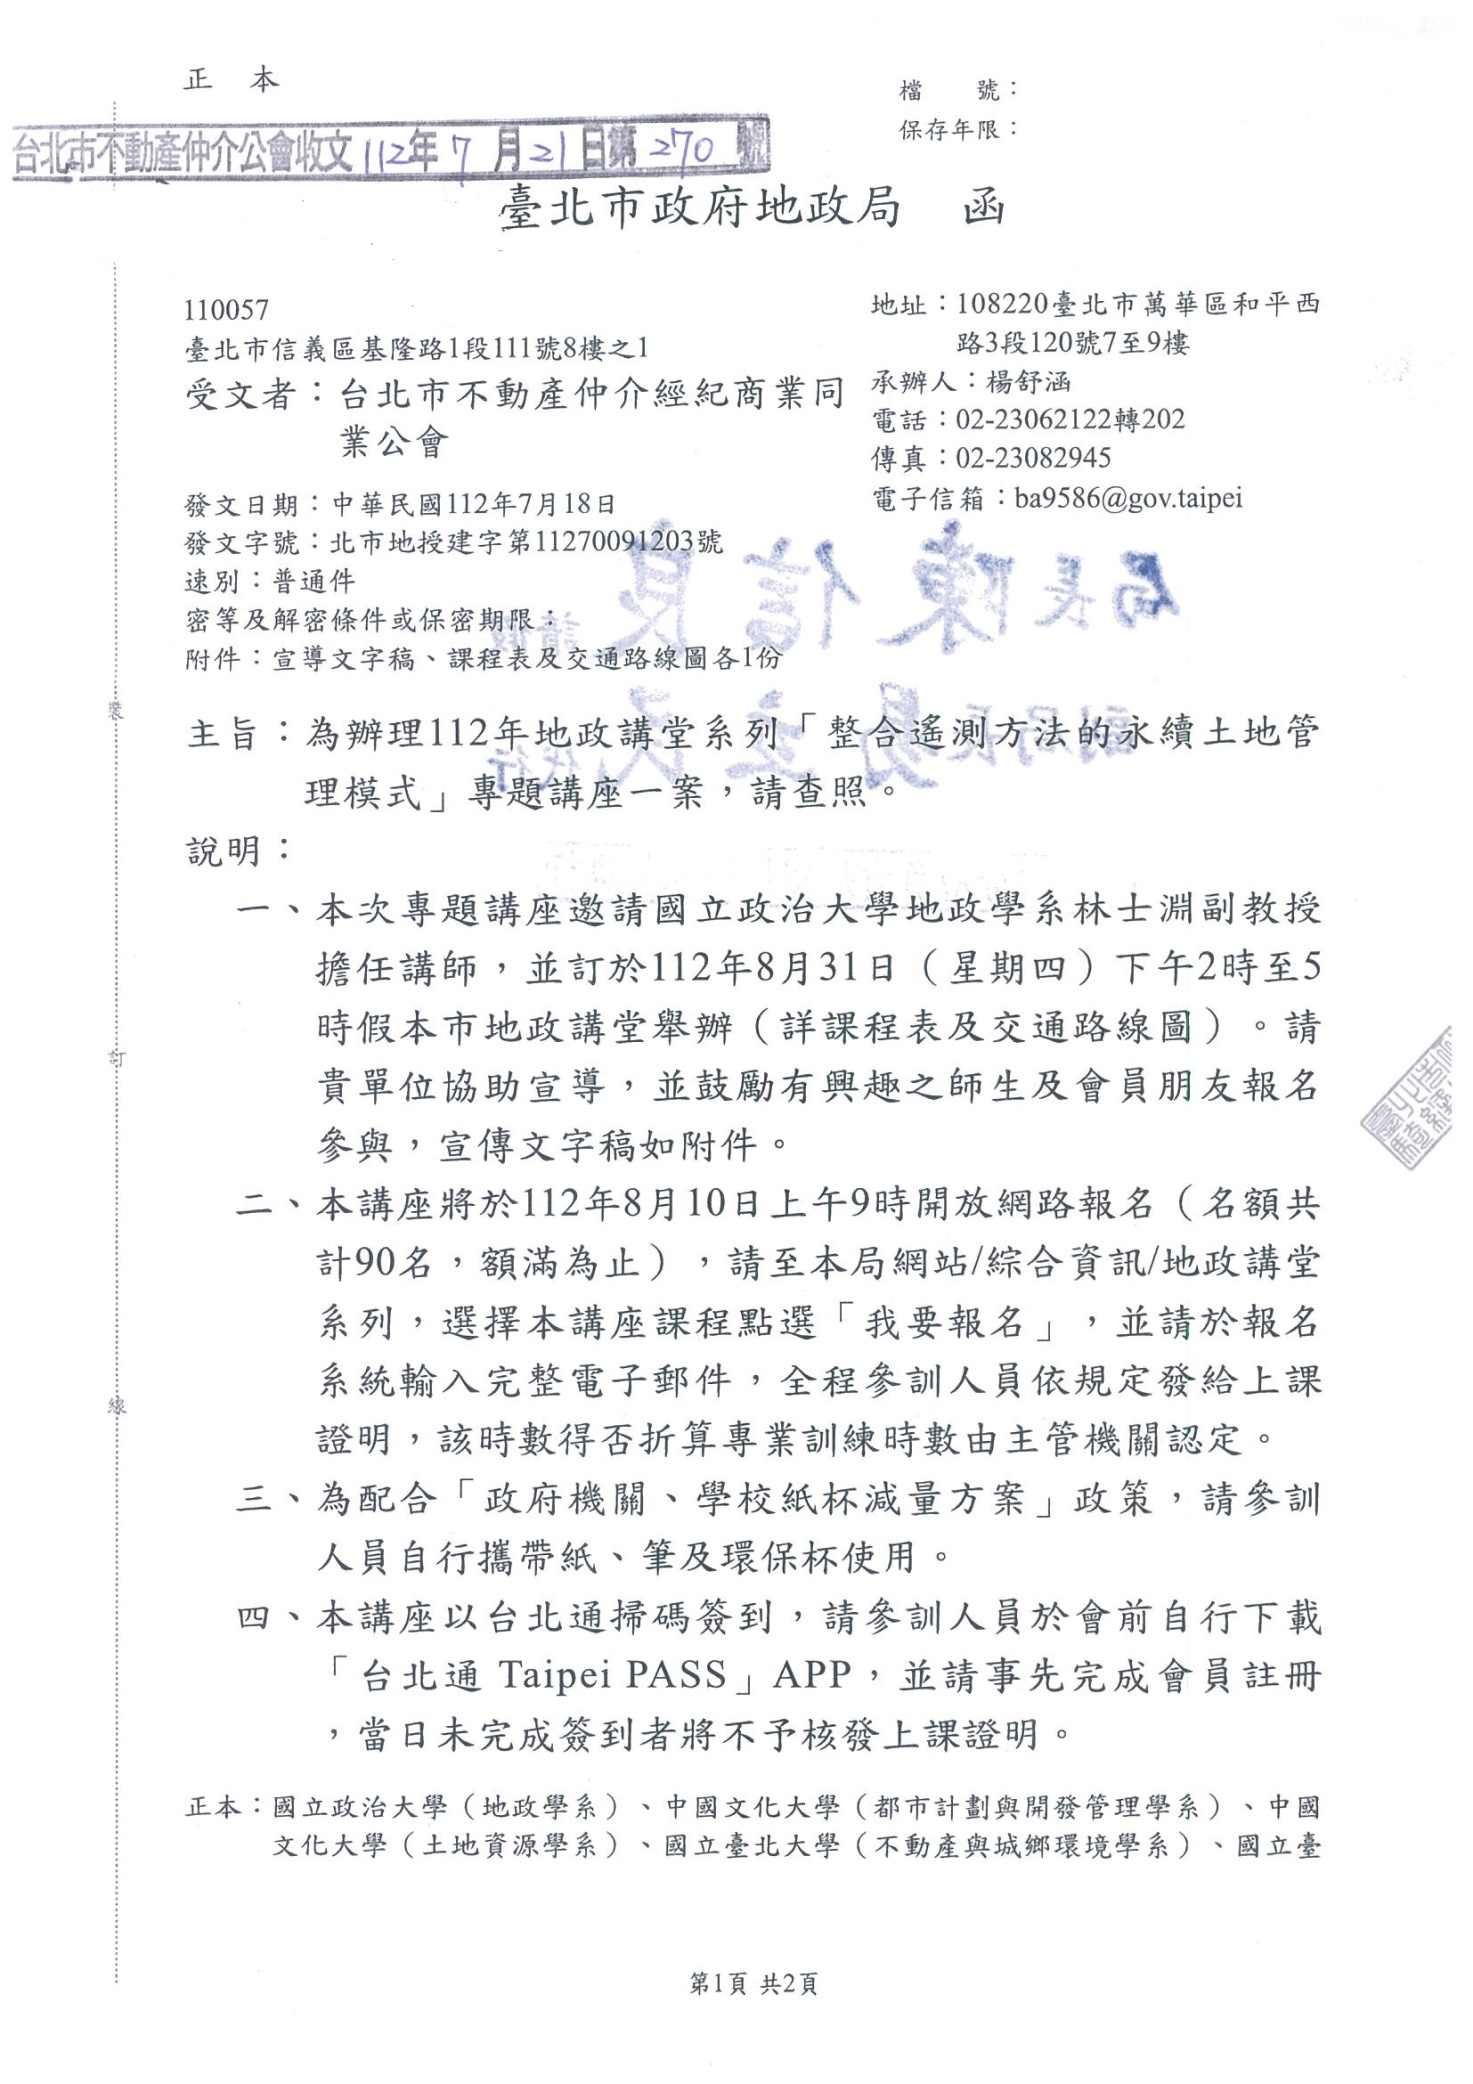 正 本
檔 號：
保存年限：
台北市不動產仲介公會收文112年7月21日第270號
臺北市政府地政局 函
110057
臺北市信義區基隆路1段111號8樓之1
受文者：台北市不動產仲介經紀商業同
業公會
地址：108220臺北市萬華區和平西
路3段120號7至9樓
承辦人：楊舒涵
電話：02-23062122轉202
傳真：02-23082945
電子信箱：ba9586@gov.taipei
發文日期：中華民國112年7月18日
發文字號：北市地授建字第11270091203號
速別：普通件
密等及解密條件或保密期限：
附件：宣導文字稿、課程表及交通路線圖各1份
局長陳信良請假
副局長易立民代行
主旨：為辦理112年地政講堂系列「整合遙測方法的永續土地管
理模式」專題講座一案，請查照。
說明：
一、本次專題講座邀請國立政治大學地政學系林士淵副教授
擔任講師，並訂於112年8月31日（星期四）下午2時至5
時假本市地政講堂舉辦（詳課程表及交通路線圖）。請
貴單位協助宣導，並鼓勵有興趣之師生及會員朋友報名
參與，宣傳文字稿如附件。
二、本講座將於112年8月10日上午9時開放網路報名（名額共
計90名，額滿為止），請至本局網站/綜合資訊/地政講堂
系列，選擇本講座課程點選「我要報名」，並請於報名
系統輸入完整電子郵件，全程參訓人員依規定發給上課
證明，該時數得否折算專業訓練時數由主管機關認定。
三、為配合「政府機關、學校紙杯減量方案」政策，請參訓
人員自行攜帶紙、筆及環保杯使用。
四、本講座以台北通掃碼簽到，請參訓人員於會前自行下載
「台北通 Taipei PASS」APP，並請事先完成會員註冊
，當日未完成簽到者將不予核發上課證明。
正本：國立政治大學（地政學系）、中國文化大學（都市計劃與開發管理學系）、中國
文化大學（土地資源學系）、國立臺北大學（不動產與城鄉環境學系）、國立臺
裝
訂
線
第1頁 共2頁